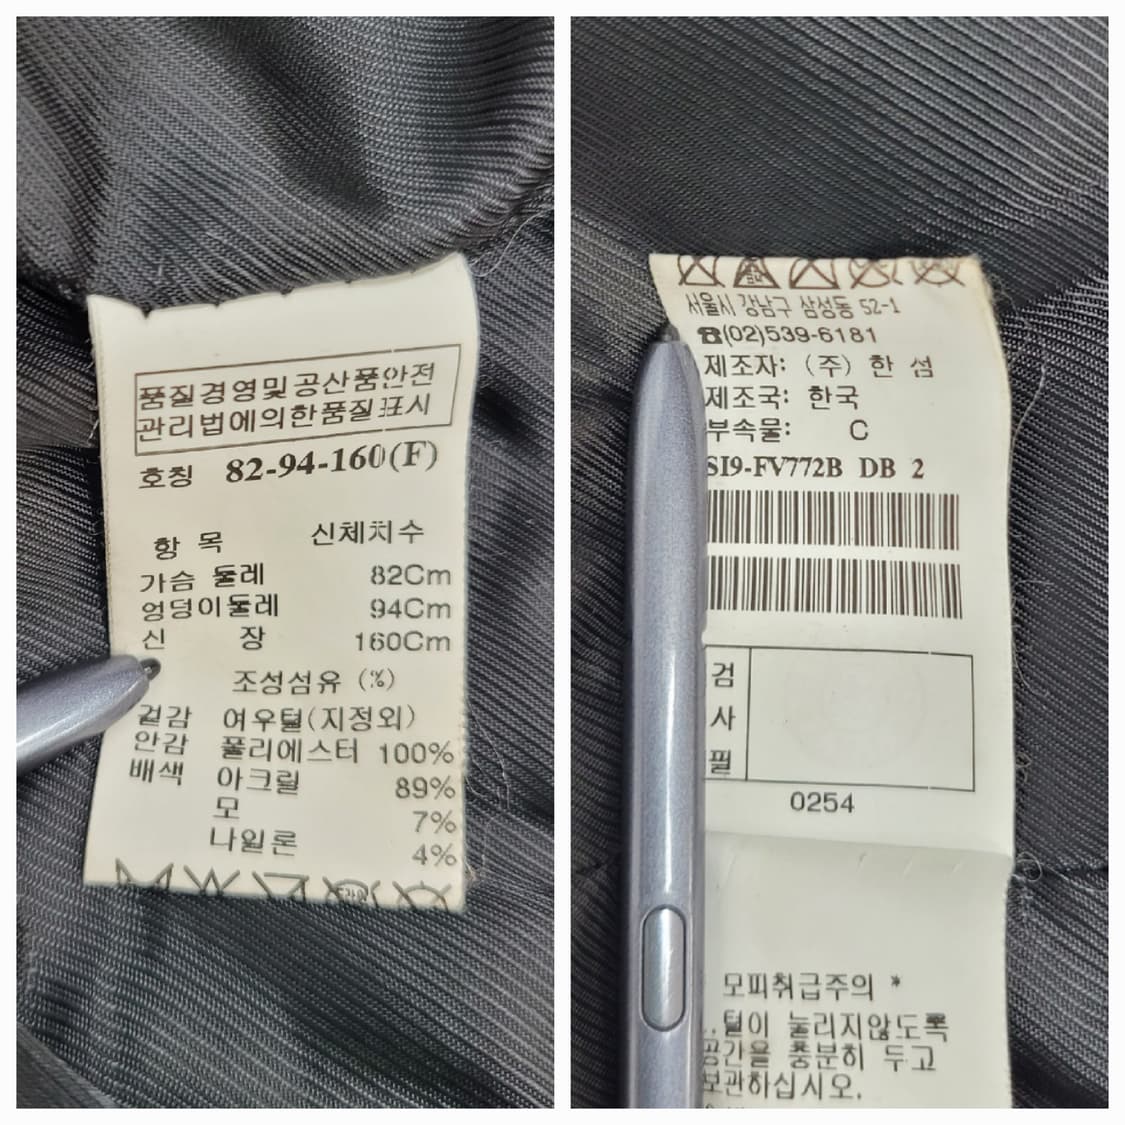 품질경영및공산품안전
관리법에의한품질표시
호칭 82-94-160(F)
항 목 신체치수
가슴 둘레 82Cm
엉덩이둘레 94Cm
신 장 160Cm
조성섬유 (%)
겉감 여우털(지정외)
안감 폴리에스터 100%
배색 아크릴 89%
모 7%
나일론 4%
서울시 강남구 삼성동 52-1
☎(02)539-6181
제조자: (주) 한 섬
제조국: 한국
부속물: C
SI9-FV772B DB 2
검
사
필
0254
모피취급주의 *
털이 눌리지않도록
공간을 충분히 두고
보관하십시오.